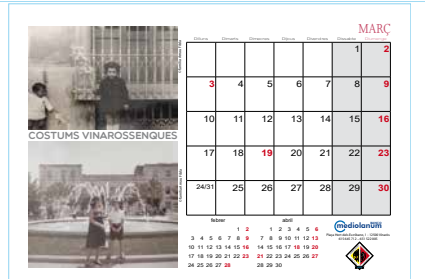 MARÇ
Dilluns Dimarts Dimecres Dijous Divendres Dissabte Diumenge
1 2
3 4 5 6 7 8 9
10 11 12 13 14 15 16
17 18 19 20 21 22 23
24/31 25 26 27 28 29 30
COSTUMS VINAROSSENQUES
febrer
1 2
3 4 5 6 7 8 9
10 11 12 13 14 15 16
17 18 19 20 21 22 23
24 25 26 27 28
abril
1 2 3 4 5 6
7 8 9 10 11 12 13
14 15 16 17 18 19 20
21 22 23 24 25 26 27
28 29 30
mediolanum